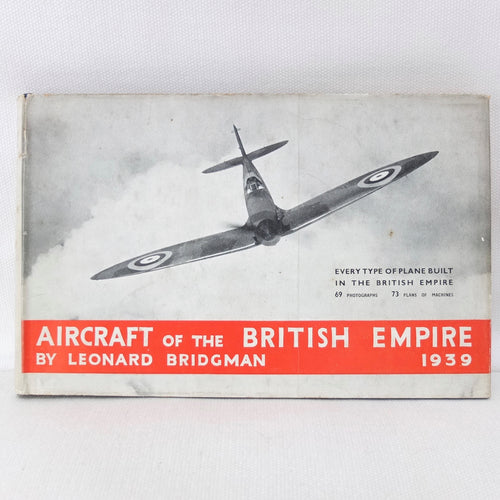 EVERY TYPE OF PLANE BUILT
IN THE BRITISH EMPIRE
69 PHOTOGRAPHS 73 PLANS OF MACHINES
AIRCRAFT OF THE BRITISH EMPIRE
BY LEONARD BRIDGMAN 1939